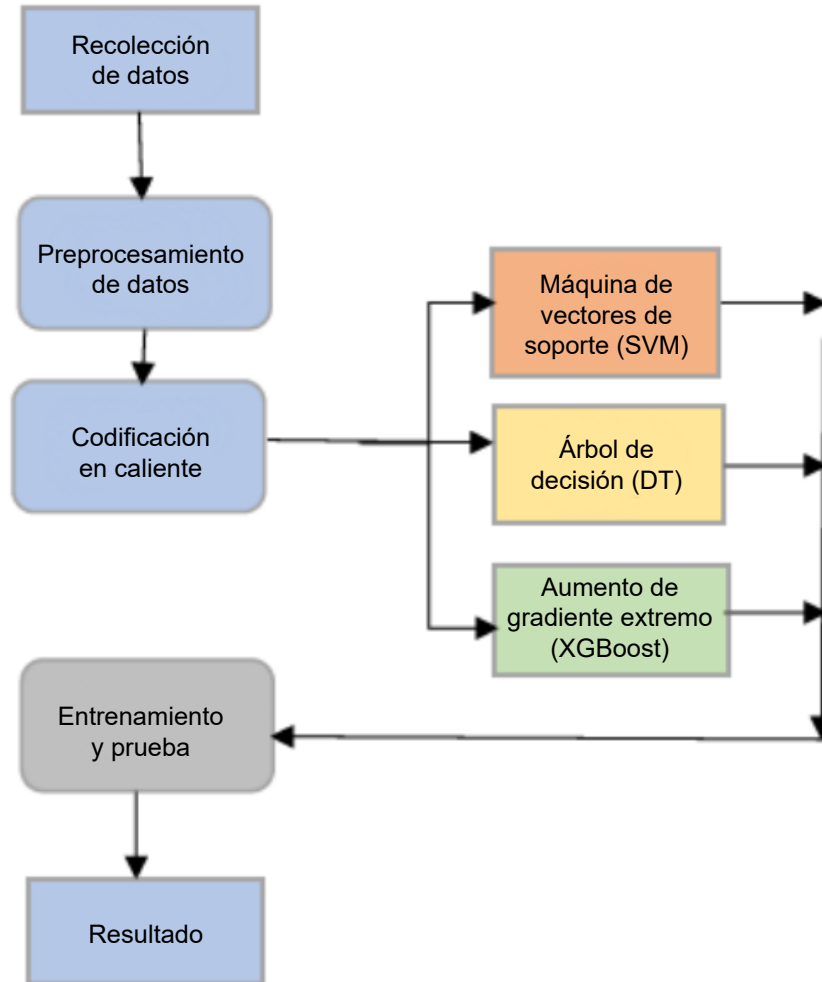 Recolección
de datos
Preprocesamiento
de datos
Codificación
en caliente
Máquina de
vectores de
soporte (SVM)
Árbol de
decisión (DT)
Aumento de
gradiente extremo
(XGBoost)
Entrenamiento
y prueba
Resultado